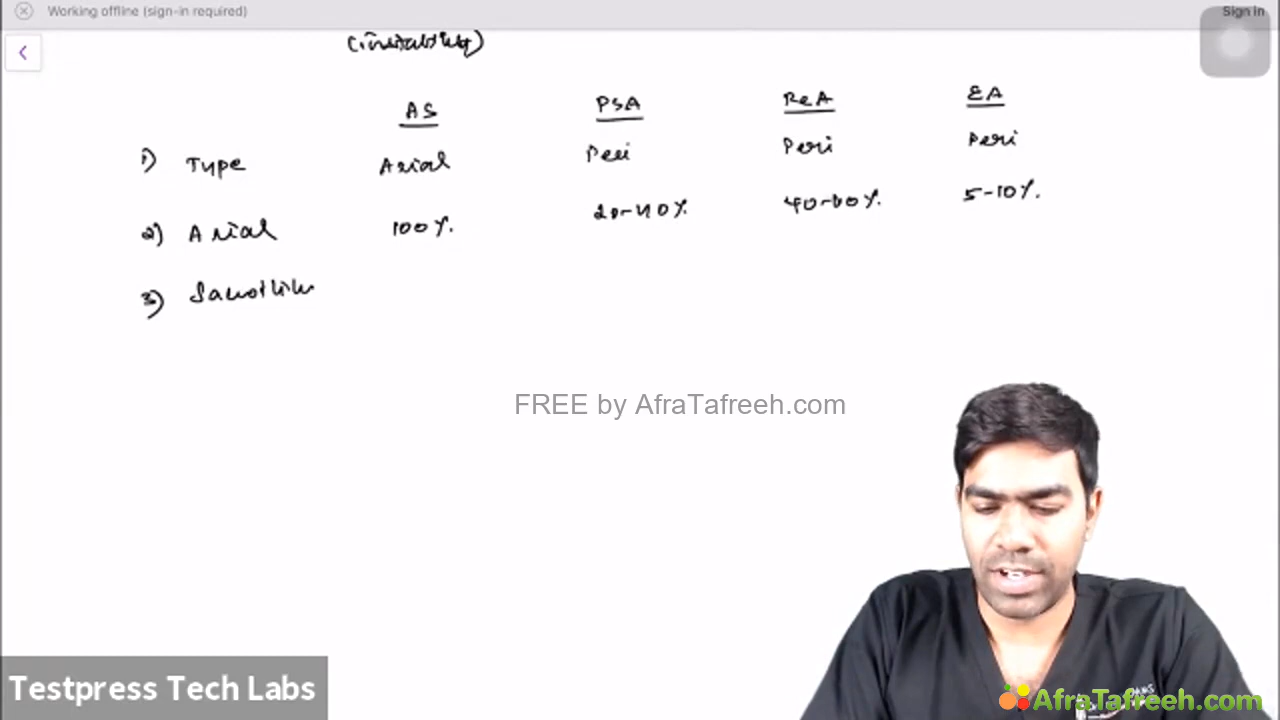 Working offline (sign-in required)
Sign in
AS PSA ReA EA
1) Type Axial Peri Peri Peri
2) Axial 100%. 20-40%. 40-60%. 5-10%.
3)
FREE by AfraTafreeh.com
Testpress Tech Labs
AfraTafreeh.com